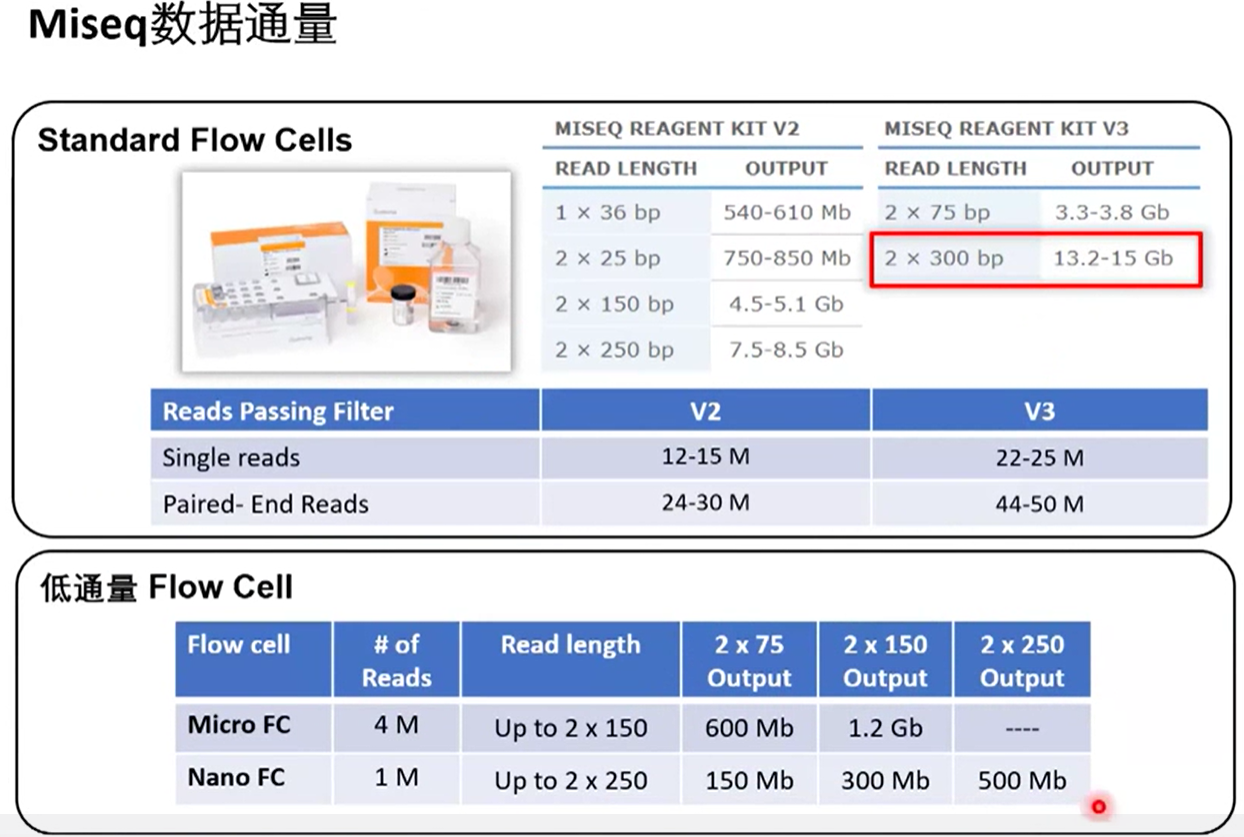 Miseq数据通量
Standard Flow Cells
MISEQ REAGENT KIT V2
READ LENGTH OUTPUT
1 × 36 bp 540-610 Mb
2 × 25 bp 750-850 Mb
2 × 150 bp 4.5-5.1 Gb
2 × 250 bp 7.5-8.5 Gb
MISEQ REAGENT KIT V3
READ LENGTH OUTPUT
2 × 75 bp 3.3-3.8 Gb
2 × 300 bp 13.2-15 Gb
Reads Passing Filter V2 V3
Single reads 12-15 M 22-25 M
Paired- End Reads 24-30 M 44-50 M
低通量 Flow Cell
Flow cell # of Reads Read length 2 x 75 Output 2 x 150 Output 2 x 250 Output
Micro FC 4 M Up to 2 x 150 600 Mb 1.2 Gb ----
Nano FC 1 M Up to 2 x 250 150 Mb 300 Mb 500 Mb